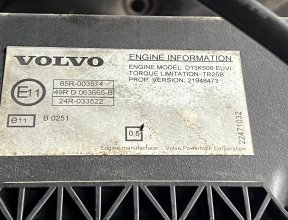 ENGINE INFORMATION
VOLVO
ENGINE MODEL: D13K500 EUVI
TORQUE LIMITATION: TR25B
PROP. VERSION: 21948473
E11
85R-033574
49R D 063665-B
24R-033522
e11 B 0251
0.5
22471032
Engine manufacturer - Volvo Powertrain Corporation